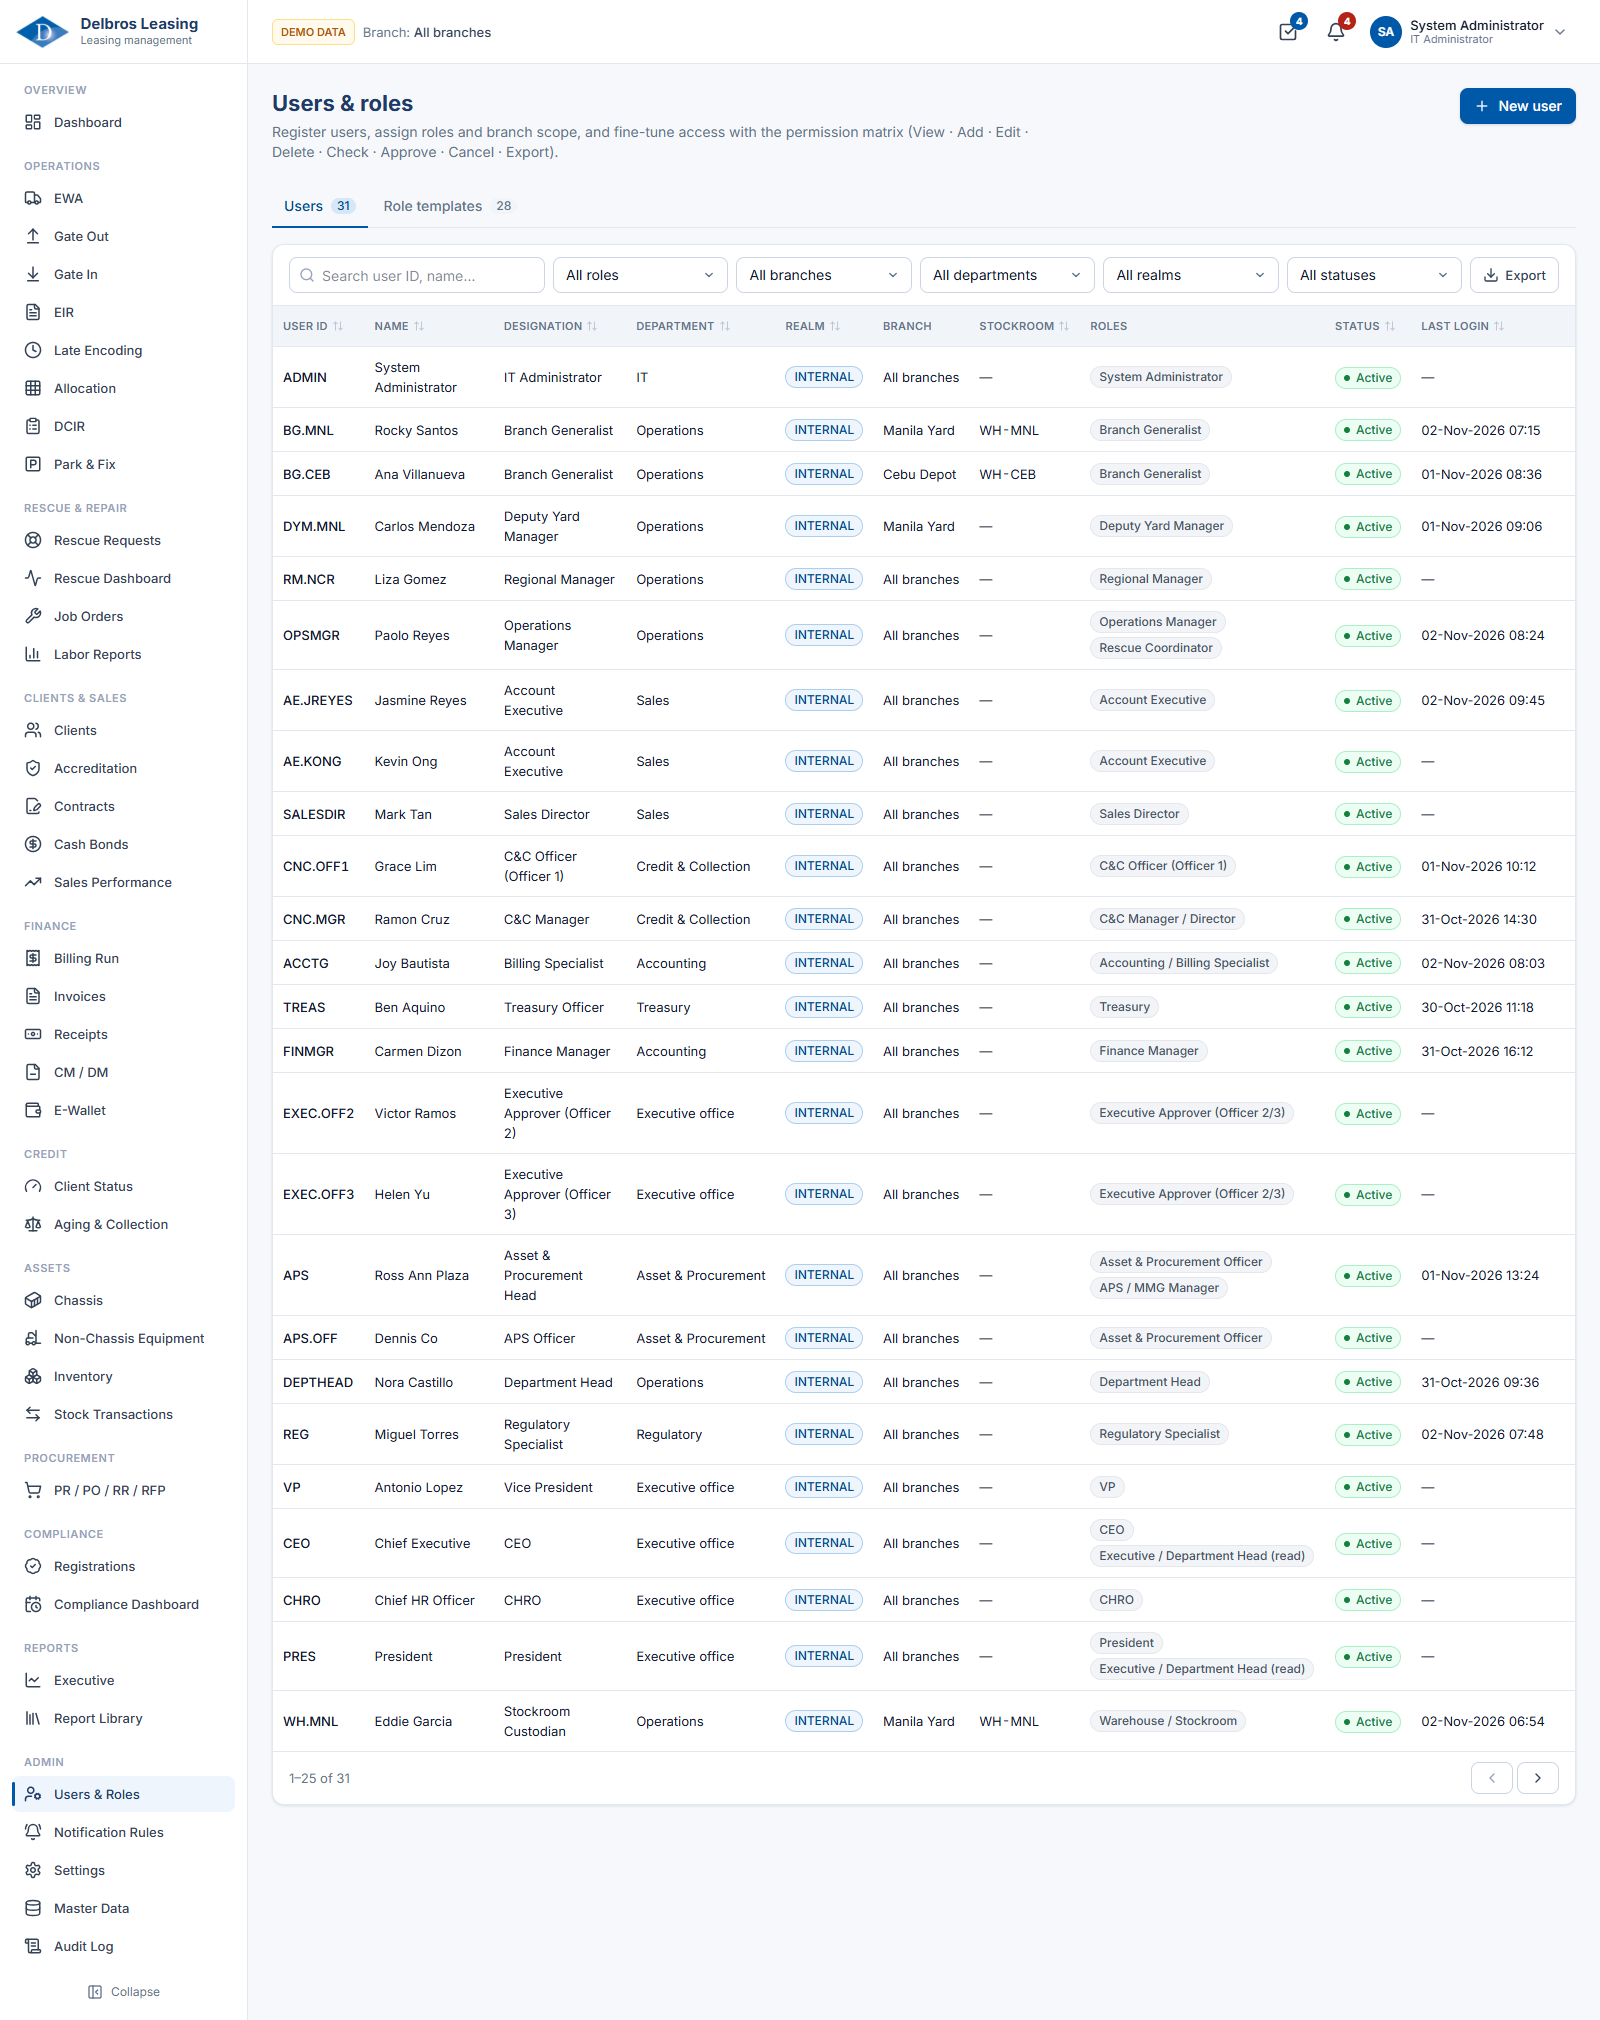 Delbros Leasing
Leasing management
DEMO DATA Branch: All branches
4
4
SA
System Administrator
IT Administrator
OVERVIEW
Dashboard
OPERATIONS
EWA
Gate Out
Gate In
EIR
Late Encoding
Allocation
DCIR
Park & Fix
RESCUE & REPAIR
Rescue Requests
Rescue Dashboard
Job Orders
Labor Reports
CLIENTS & SALES
Clients
Accreditation
Contracts
Cash Bonds
Sales Performance
FINANCE
Billing Run
Invoices
Receipts
CM / DM
E-Wallet
CREDIT
Client Status
Aging & Collection
ASSETS
Chassis
Non-Chassis Equipment
Inventory
Stock Transactions
PROCUREMENT
PR / PO / RR / RFP
COMPLIANCE
Registrations
Compliance Dashboard
REPORTS
Executive
Report Library
ADMIN
Users & Roles
Notification Rules
Settings
Master Data
Audit Log
Collapse
Users & roles
Register users, assign roles and branch scope, and fine-tune access with the permission matrix (View · Add · Edit ·
Delete · Check · Approve · Cancel · Export).
New user
Users 31 Role templates 28
Search user ID, name... All roles All branches All departments All realms All statuses Export
USER ID NAME DESIGNATION DEPARTMENT REALM BRANCH STOCKROOM ROLES STATUS LAST LOGIN
ADMIN System Administrator IT Administrator IT INTERNAL All branches — System Administrator Active —
BG.MNL Rocky Santos Branch Generalist Operations INTERNAL Manila Yard WH-MNL Branch Generalist Active 02-Nov-2026 07:15
BG.CEB Ana Villanueva Branch Generalist Operations INTERNAL Cebu Depot WH-CEB Branch Generalist Active 01-Nov-2026 08:36
DYM.MNL Carlos Mendoza Deputy Yard Manager Operations INTERNAL Manila Yard — Deputy Yard Manager Active 01-Nov-2026 09:06
RM.NCR Liza Gomez Regional Manager Operations INTERNAL All branches — Regional Manager Active —
OPSMGR Paolo Reyes Operations Manager Operations INTERNAL All branches — Operations Manager Rescue Coordinator Active 02-Nov-2026 08:24
AE.JREYES Jasmine Reyes Account Executive Sales INTERNAL All branches — Account Executive Active 02-Nov-2026 09:45
AE.KONG Kevin Ong Account Executive Sales INTERNAL All branches — Account Executive Active —
SALESDIR Mark Tan Sales Director Sales INTERNAL All branches — Sales Director Active —
CNC.OFF1 Grace Lim C&C Officer (Officer 1) Credit & Collection INTERNAL All branches — C&C Officer (Officer 1) Active 01-Nov-2026 10:12
CNC.MGR Ramon Cruz C&C Manager Credit & Collection INTERNAL All branches — C&C Manager / Director Active 31-Oct-2026 14:30
ACCTG Joy Bautista Billing Specialist Accounting INTERNAL All branches — Accounting / Billing Specialist Active 02-Nov-2026 08:03
TREAS Ben Aquino Treasury Officer Treasury INTERNAL All branches — Treasury Active 30-Oct-2026 11:18
FINMGR Carmen Dizon Finance Manager Accounting INTERNAL All branches — Finance Manager Active 31-Oct-2026 16:12
EXEC.OFF2 Victor Ramos Executive Approver (Officer 2) Executive office INTERNAL All branches — Executive Approver (Officer 2/3) Active —
EXEC.OFF3 Helen Yu Executive Approver (Officer 3) Executive office INTERNAL All branches — Executive Approver (Officer 2/3) Active —
APS Ross Ann Plaza Asset & Procurement Head Asset & Procurement INTERNAL All branches — Asset & Procurement Officer APS / MMG Manager Active 01-Nov-2026 13:24
APS.OFF Dennis Co APS Officer Asset & Procurement INTERNAL All branches — Asset & Procurement Officer Active —
DEPTHEAD Nora Castillo Department Head Operations INTERNAL All branches — Department Head Active 31-Oct-2026 09:36
REG Miguel Torres Regulatory Specialist Regulatory INTERNAL All branches — Regulatory Specialist Active 02-Nov-2026 07:48
VP Antonio Lopez Vice President Executive office INTERNAL All branches — VP Active —
CEO Chief Executive CEO Executive office INTERNAL All branches — CEO Executive / Department Head (read) Active —
CHRO Chief HR Officer CHRO Executive office INTERNAL All branches — CHRO Active —
PRES President President Executive office INTERNAL All branches — President Executive / Department Head (read) Active —
WH.MNL Eddie Garcia Stockroom Custodian Operations INTERNAL Manila Yard WH-MNL Warehouse / Stockroom Active 02-Nov-2026 06:54
1–25 of 31